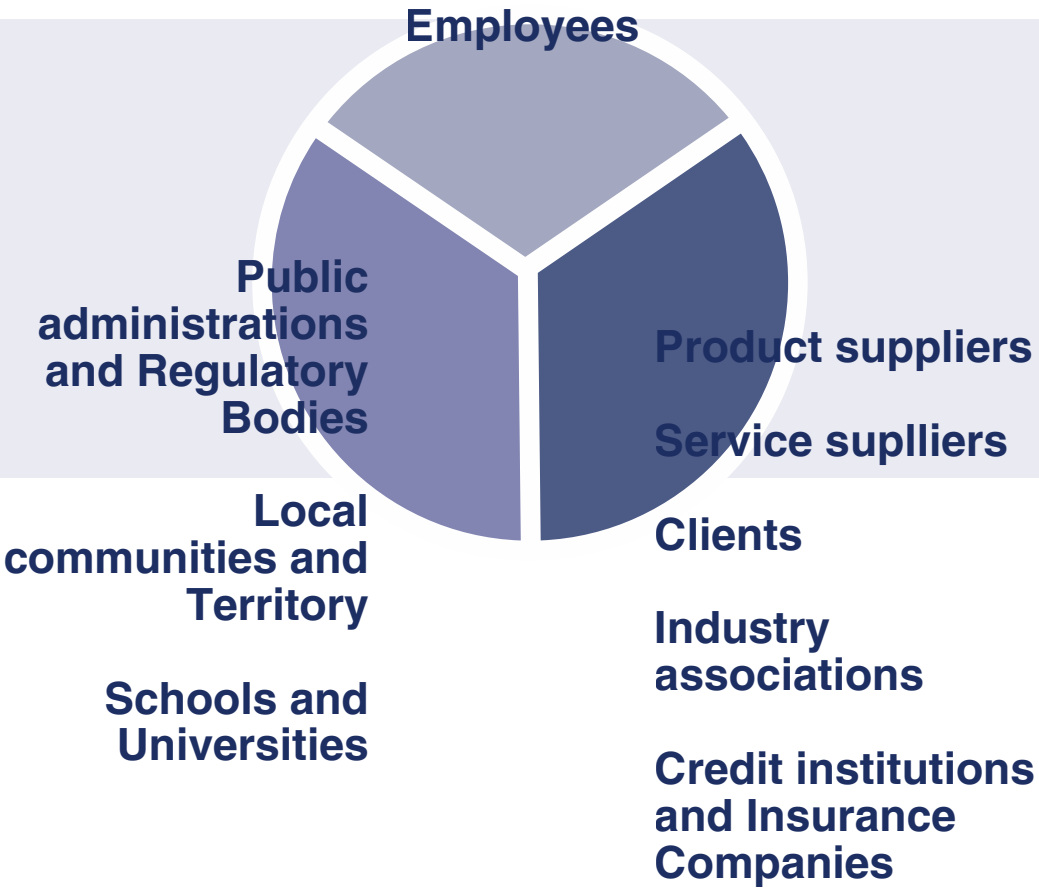 Employees
Public
administrations
and Regulatory
Bodies
Local
communities and
Territory
Schools and
Universities
Product suppliers
Service suplliers
Clients
Industry
associations
Credit institutions
and Insurance
Companies